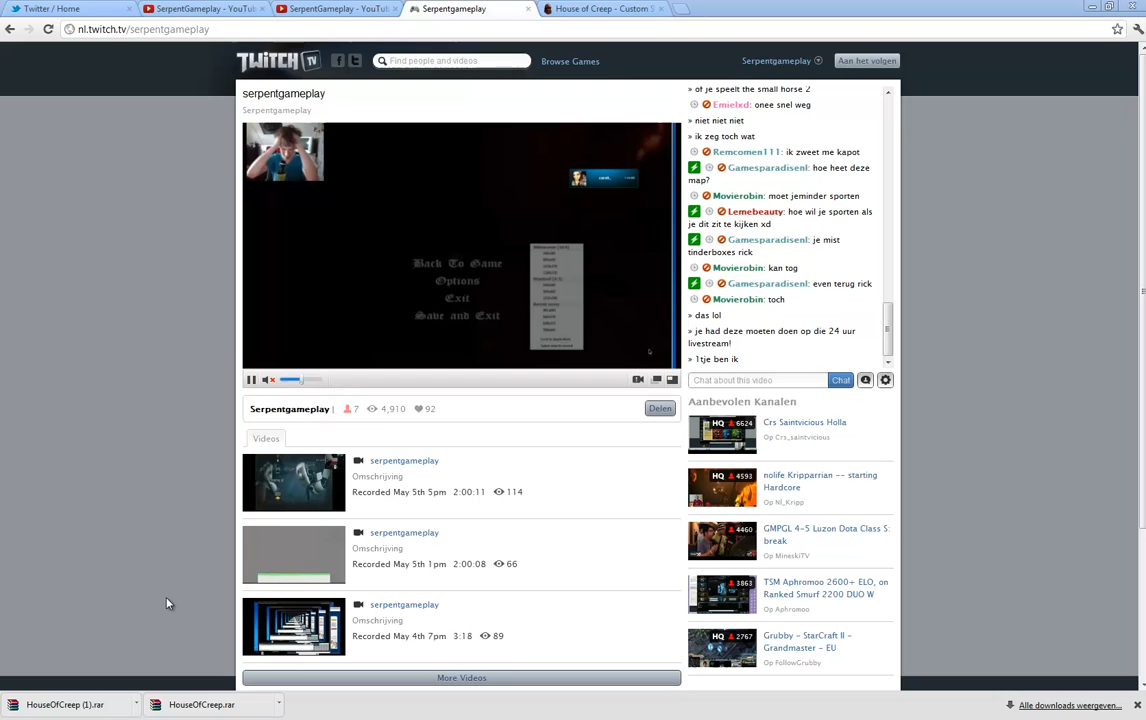 Twitter / Home
SerpentGameplay - YouTu
SerpentGameplay - YouTu
Serpentgameplay
House of Creep - Custom S
nl.twitch.tv/serpentgameplay
TWiTCH TV
Find people and videos
Browse Games
Serpentgameplay
Aan het volgen
serpentgameplay
Serpentgameplay
Back To Game
Options
Exit
Save and Exit
» of je speelt the small horse 2
Emielxd: onee snel weg
» niet niet niet
» ik zeg toch wat
Remcomen111: ik zweet me kapot
Gamesparadisenl: hoe heet deze
map?
Movierobin: moet jeminder sporten
Lemebeauty: hoe wil je sporten als
je dit zit te kijken xd
Gamesparadisenl: je mist
tinderboxes rick
Movierobin: kan tog
Gamesparadisenl: even terug rick
Movierobin: toch
» das lol
» je had deze moeten doen op die 24 uur
livestream!
» 1tje ben ik
Chat about this video
Chat
Serpentgameplay | 7 4,910 92
Delen
Videos
serpentgameplay
Omschrijving
Recorded May 5th 5pm 2:00:11 114
serpentgameplay
Omschrijving
Recorded May 5th 1pm 2:00:08 66
serpentgameplay
Omschrijving
Recorded May 4th 7pm 3:18 89
More Videos
Aanbevolen Kanalen
HQ 6624
Crs Saintvicious Holla
Op Crs_saintvicious
HQ 4593
nolife Kripparrian -- starting
Hardcore
Op Nl_Kripp
HQ 4460
GMPGL 4-5 Luzon Dota Class S:
break
Op MineskiTV
HQ 3863
TSM Aphromoo 2600+ ELO, on
Ranked Smurf 2200 DUO W
Op Aphromoo
HQ 2767
Grubby - StarCraft II -
Grandmaster - EU
Op FollowGrubby
HouseOfCreep (1).rar
HouseOfCreep.rar
Alle downloads weergeven...